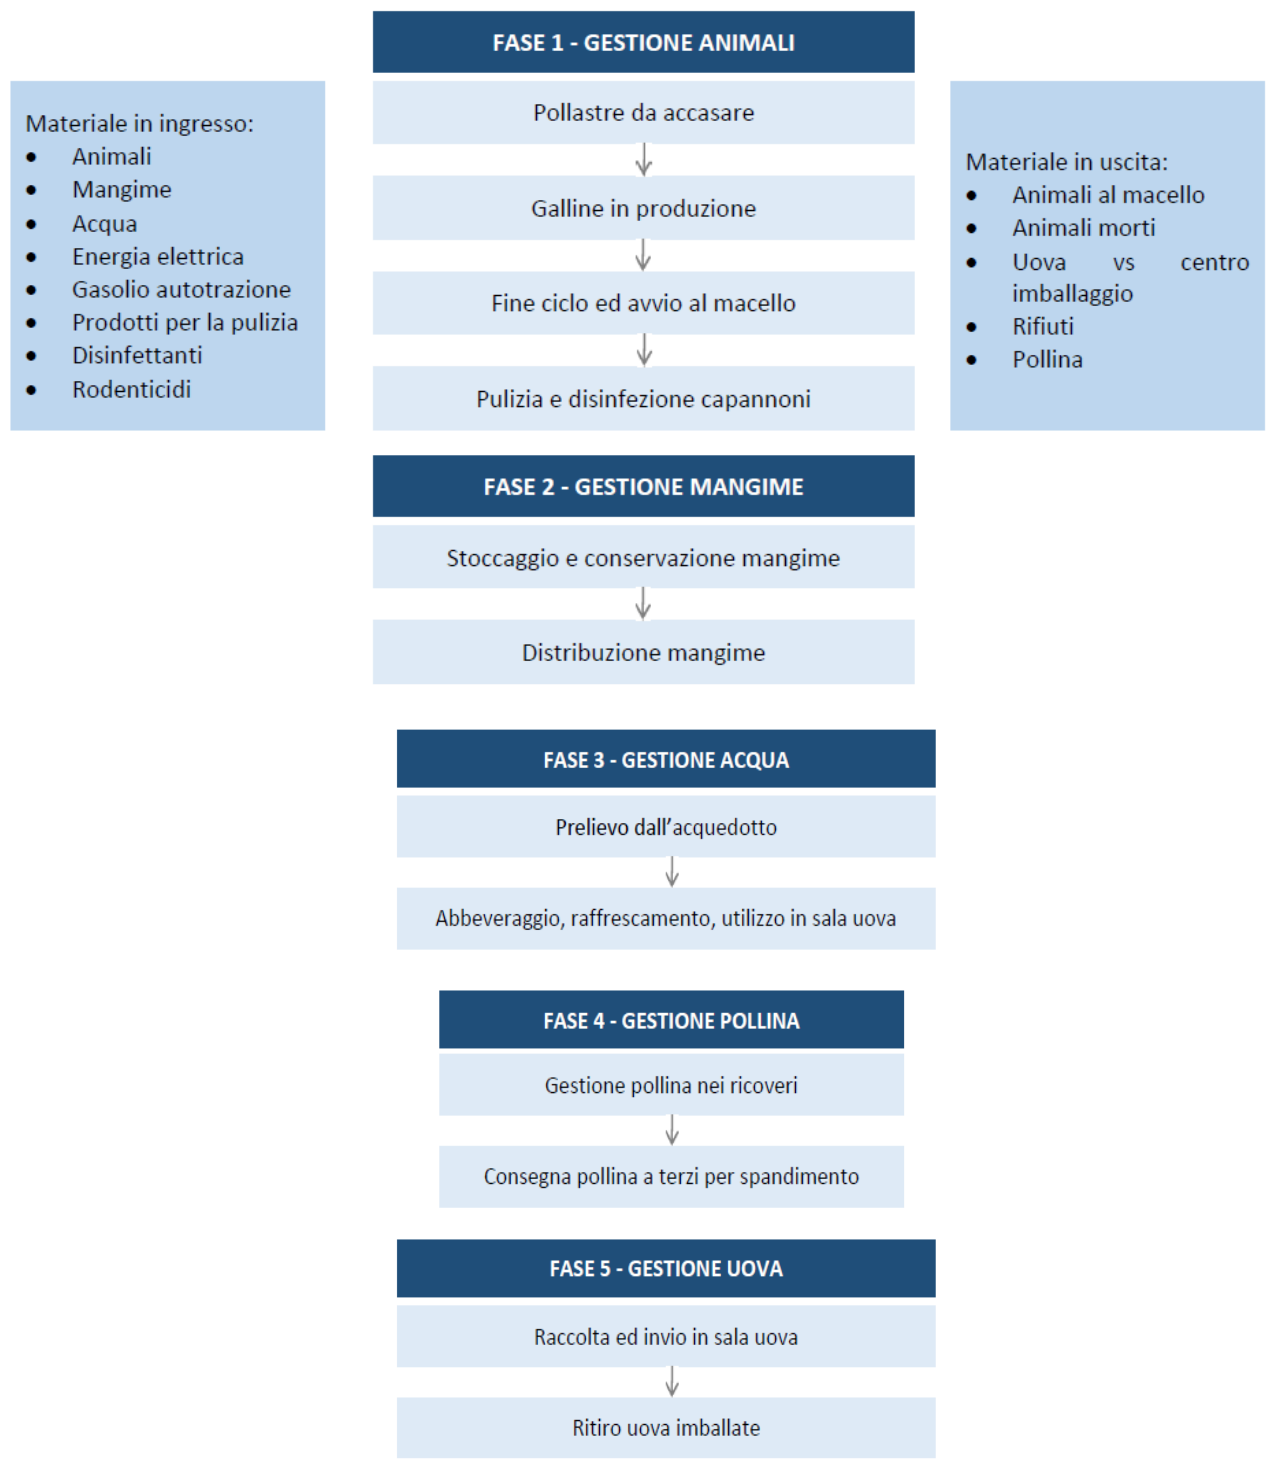 FASE 1 - GESTIONE ANIMALI
Materiale in ingresso:
• Animali
• Mangime
• Acqua
• Energia elettrica
• Gasolio autotrazione
• Prodotti per la pulizia
• Disinfettanti
• Rodenticidi
Pollastre da accasare
Galline in produzione
Fine ciclo ed avvio al macello
Pulizia e disinfezione capannoni
Materiale in uscita:
• Animali al macello
• Animali morti
• Uova vs centro
imballaggio
• Rifiuti
• Pollina
FASE 2 - GESTIONE MANGIME
Stoccaggio e conservazione mangime
Distribuzione mangime
FASE 3 - GESTIONE ACQUA
Prelievo dall’acquedotto
Abbeveraggio, raffrescamento, utilizzo in sala uova
FASE 4 - GESTIONE POLLINA
Gestione pollina nei ricoveri
Consegna pollina a terzi per spandimento
FASE 5 - GESTIONE UOVA
Raccolta ed invio in sala uova
Ritiro uova imballate